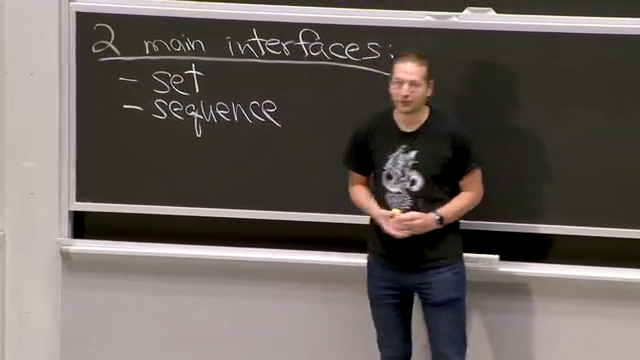 2 main interfaces:
- set
- sequence